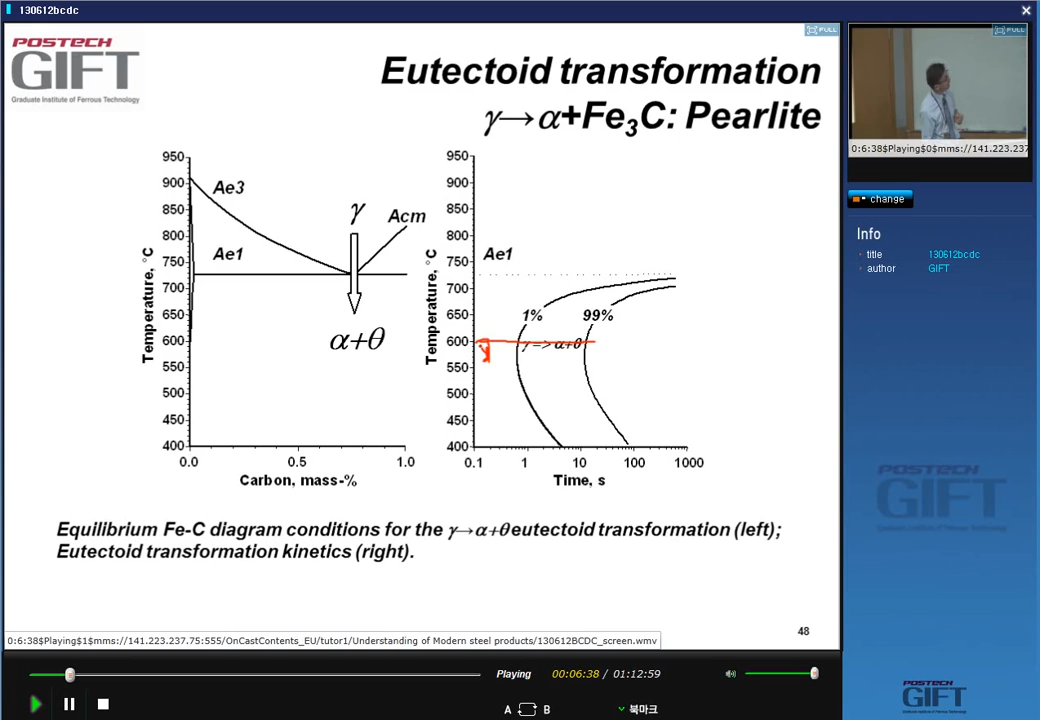 130612bcdc
POSTECH
GIFT
Graduate Institute of Ferrous Technology
FULL
Eutectoid transformation
γ→α+Fe₃C: Pearlite
950
900
850
800
750
700
650
600
550
500
450
400
Temperature, °C
Ae3
γ
Acm
Ae1
α+θ
0.0
0.5
1.0
Carbon, mass-%
950
900
850
800
750
700
650
600
550
500
450
400
Temperature, °C
Ae1
1%
99%
γ => α+θ
γ
0.1
1
10
100
1000
Time, s
Equilibrium Fe-C diagram conditions for the γ→α+θ eutectoid transformation (left);
Eutectoid transformation kinetics (right).
48
0:6:38$Playing$1$mms://141.223.237.75:555/OnCastContents_EU/tutor1/Understanding of Modern steel products/130612BCDC_screen.wmv
Playing
00:06:38 / 01:12:59
A B
북마크
FULL
0:6:38$Playing$0$mms://141.223.237
change
Info
title 130612bcdc
author GIFT
POSTECH
GIFT
POSTECH
GIFT